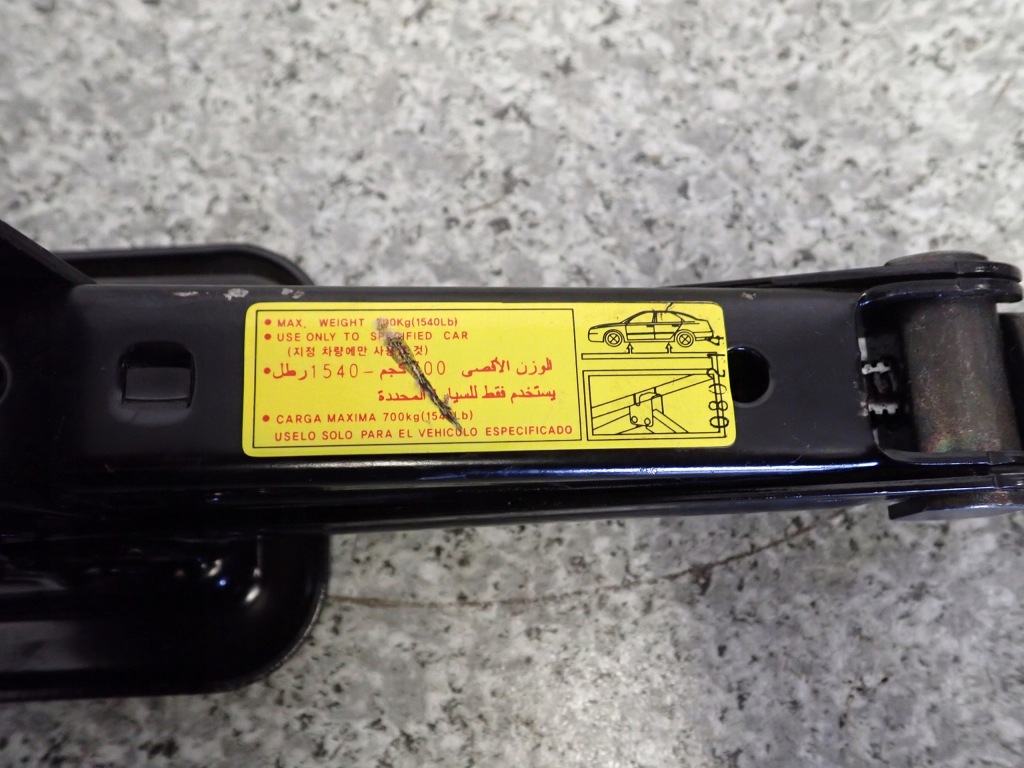 • MAX. WEIGHT 700Kg(1540Lb)
• USE ONLY TO SPECIFIED CAR
(지정 차량에만 사용할 것)
• الوزن الأقصى 700 كجم - 1540 رطل
يستخدم فقط للسيارة المحددة
• CARGA MAXIMA 700kg(1540Lb)
USELO SOLO PARA EL VEHICULO ESPECIFICADO